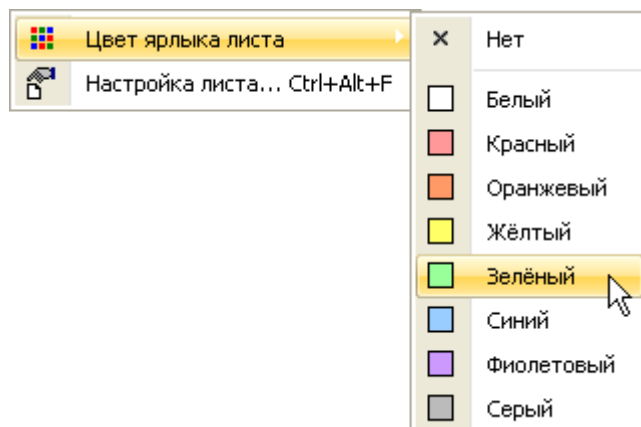 Цвет ярлыка листа
Настройка листа... Ctrl+Alt+F
Нет
Белый
Красный
Оранжевый
Жёлтый
Зелёный
Синий
Фиолетовый
Серый